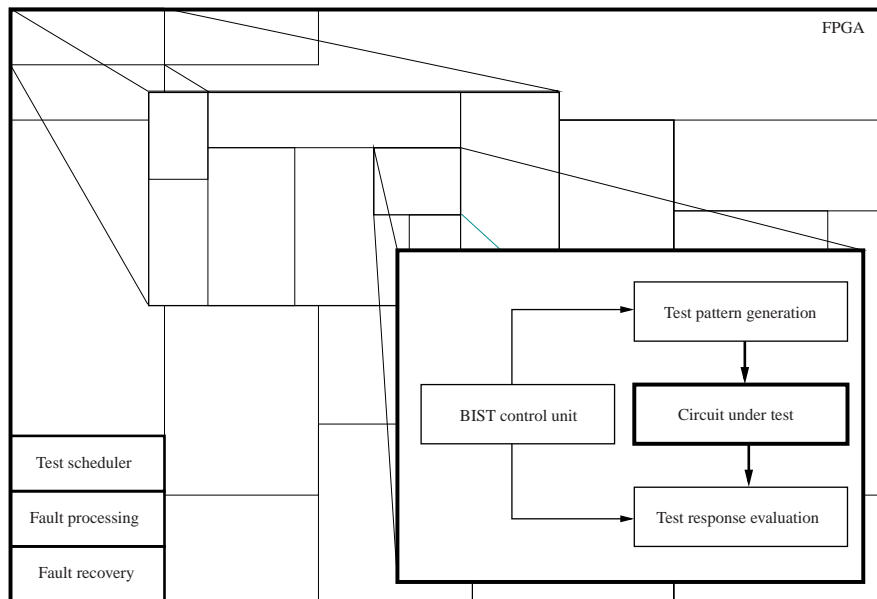 FPGA
Test pattern generation
BIST control unit
Circuit under test
Test scheduler
Fault processing
Test response evaluation
Fault recovery